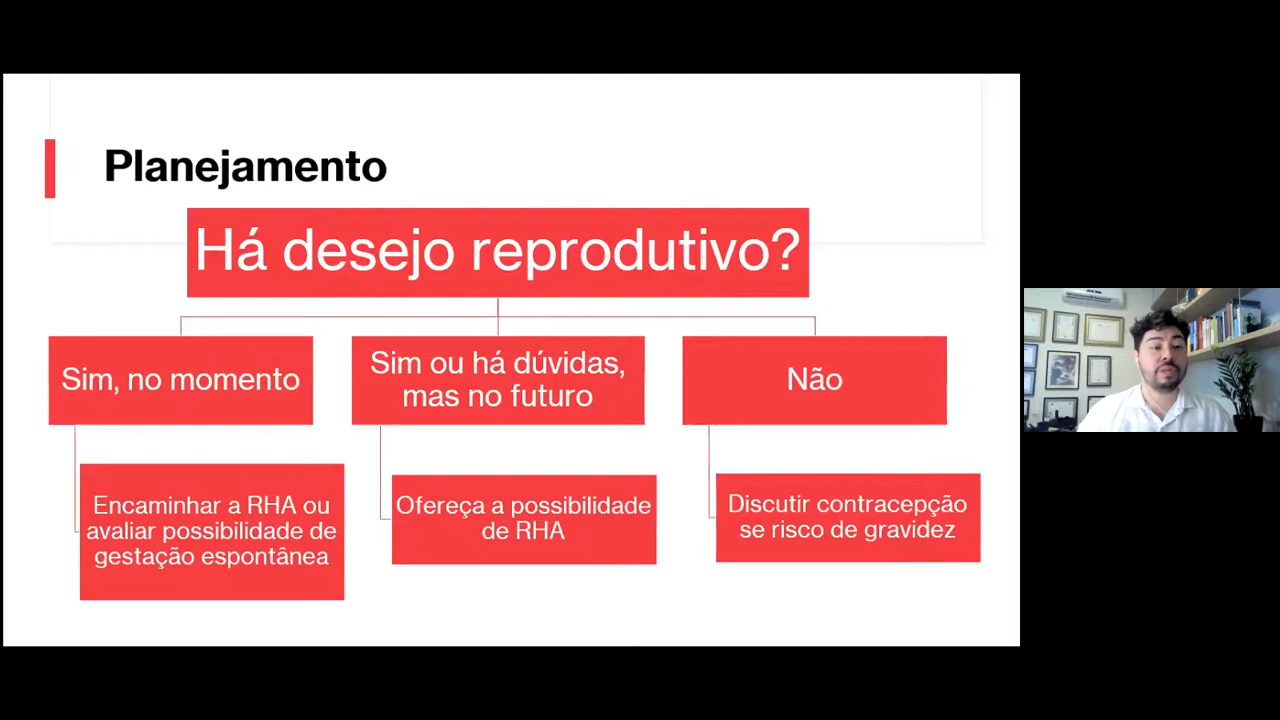 Planejamento
Há desejo reprodutivo?
Sim, no momento
Sim ou há dúvidas,
mas no futuro
Não
Encaminhar a RHA ou
avaliar possibilidade de
gestação espontânea
Ofereça a possibilidade
de RHA
Discutir contracepção
se risco de gravidez